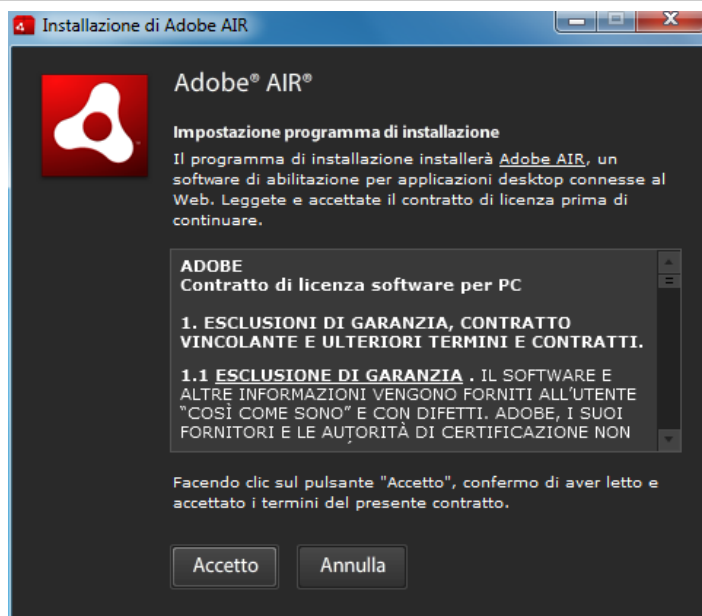 Installazione di Adobe AIR
Adobe® AIR®
Impostazione programma di installazione
Il programma di installazione installerà Adobe AIR, un
software di abilitazione per applicazioni desktop connesse al
Web. Leggete e accettate il contratto di licenza prima di
continuare.
ADOBE
Contratto di licenza software per PC
1. ESCLUSIONI DI GARANZIA, CONTRATTO
VINCOLANTE E ULTERIORI TERMINI E CONTRATTI.
1.1 ESCLUSIONE DI GARANZIA . IL SOFTWARE E
ALTRE INFORMAZIONI VENGONO FORNITI ALL’UTENTE
“COSÌ COME SONO” E CON DIFETTI. ADOBE, I SUOI
FORNITORI E LE AUTORITÀ DI CERTIFICAZIONE NON
Facendo clic sul pulsante "Accetto", confermo di aver letto e
accettato i termini del presente contratto.
Accetto
Annulla